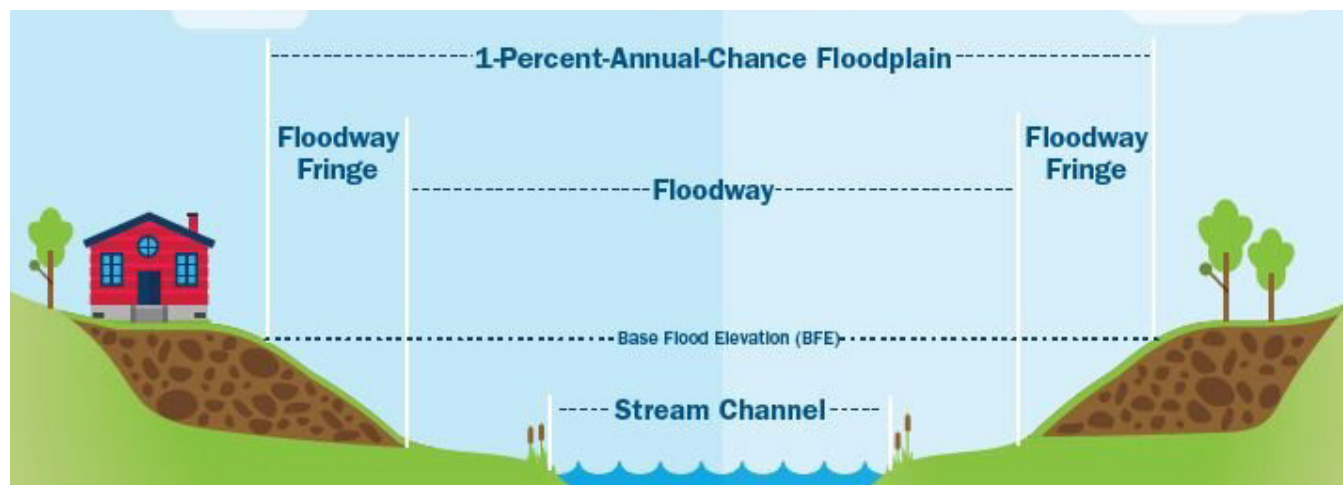 1-Percent-Annual-Chance Floodplain
Floodway
Fringe
Floodway
Fringe
Floodway
Base Flood Elevation (BFE)
Stream Channel